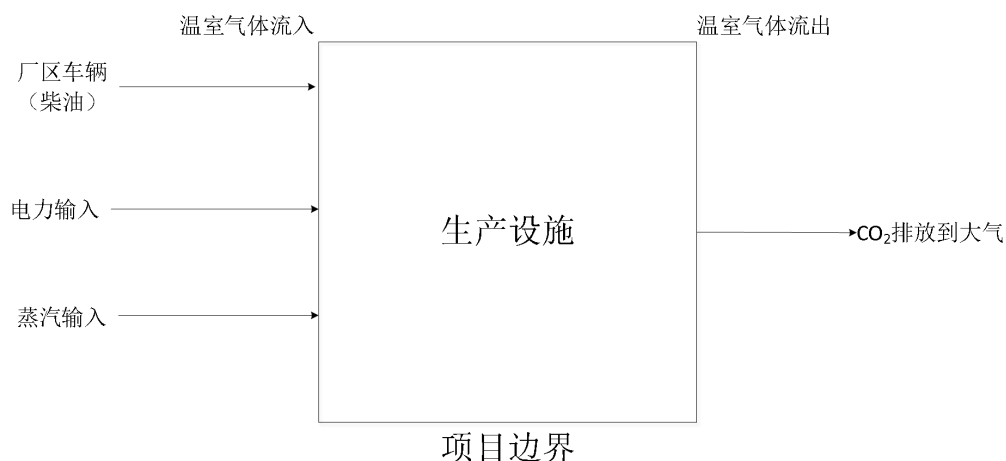 温室气体流入
温室气体流出
厂区车辆
（柴油）
电力输入
生产设施
CO₂排放到大气
蒸汽输入
项目边界